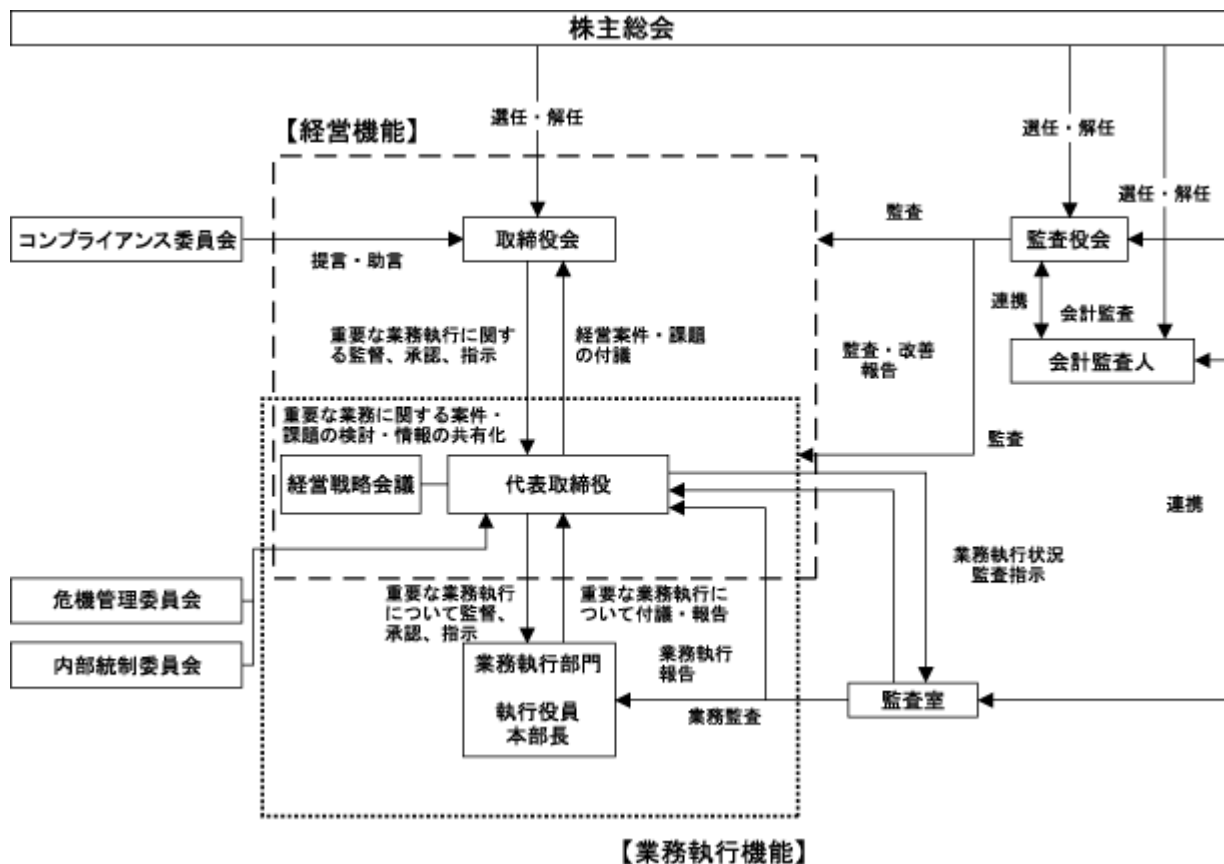 株主総会
選任・解任
選任・解任
選任・解任
【経営機能】
コンプライアンス委員会
提言・助言
取締役会
監査
監査役会
連携
会計監査
会計監査人
重要な業務執行に関す
る監督、承認、指示
経営案件・課題
の付議
監査・改善
報告
監査
重要な業務に関する案件・
課題の検討・情報の共有化
経営戦略会議
代表取締役
連携
業務執行状況
監査指示
危機管理委員会
内部統制委員会
重要な業務執行
について監督、
承認、指示
重要な業務執行に
ついて付議・報告
業務執行部門
執行役員
本部長
業務執行
報告
業務監査
監査室
【業務執行機能】